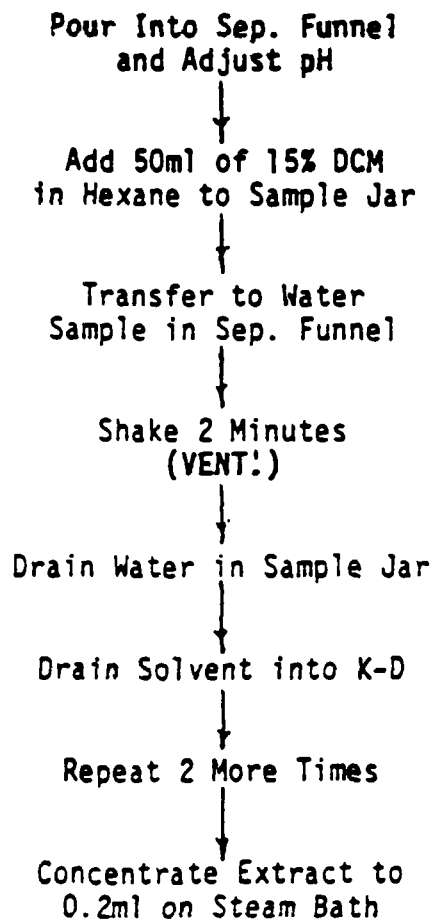 Pour Into Sep. Funnel
and Adjust pH
Add 50ml of 15% DCM
in Hexane to Sample Jar
Transfer to Water
Sample in Sep. Funnel
Shake 2 Minutes
(VENT!)
Drain Water in Sample Jar
Drain Solvent into K-D
Repeat 2 More Times
Concentrate Extract to
0.2ml on Steam Bath